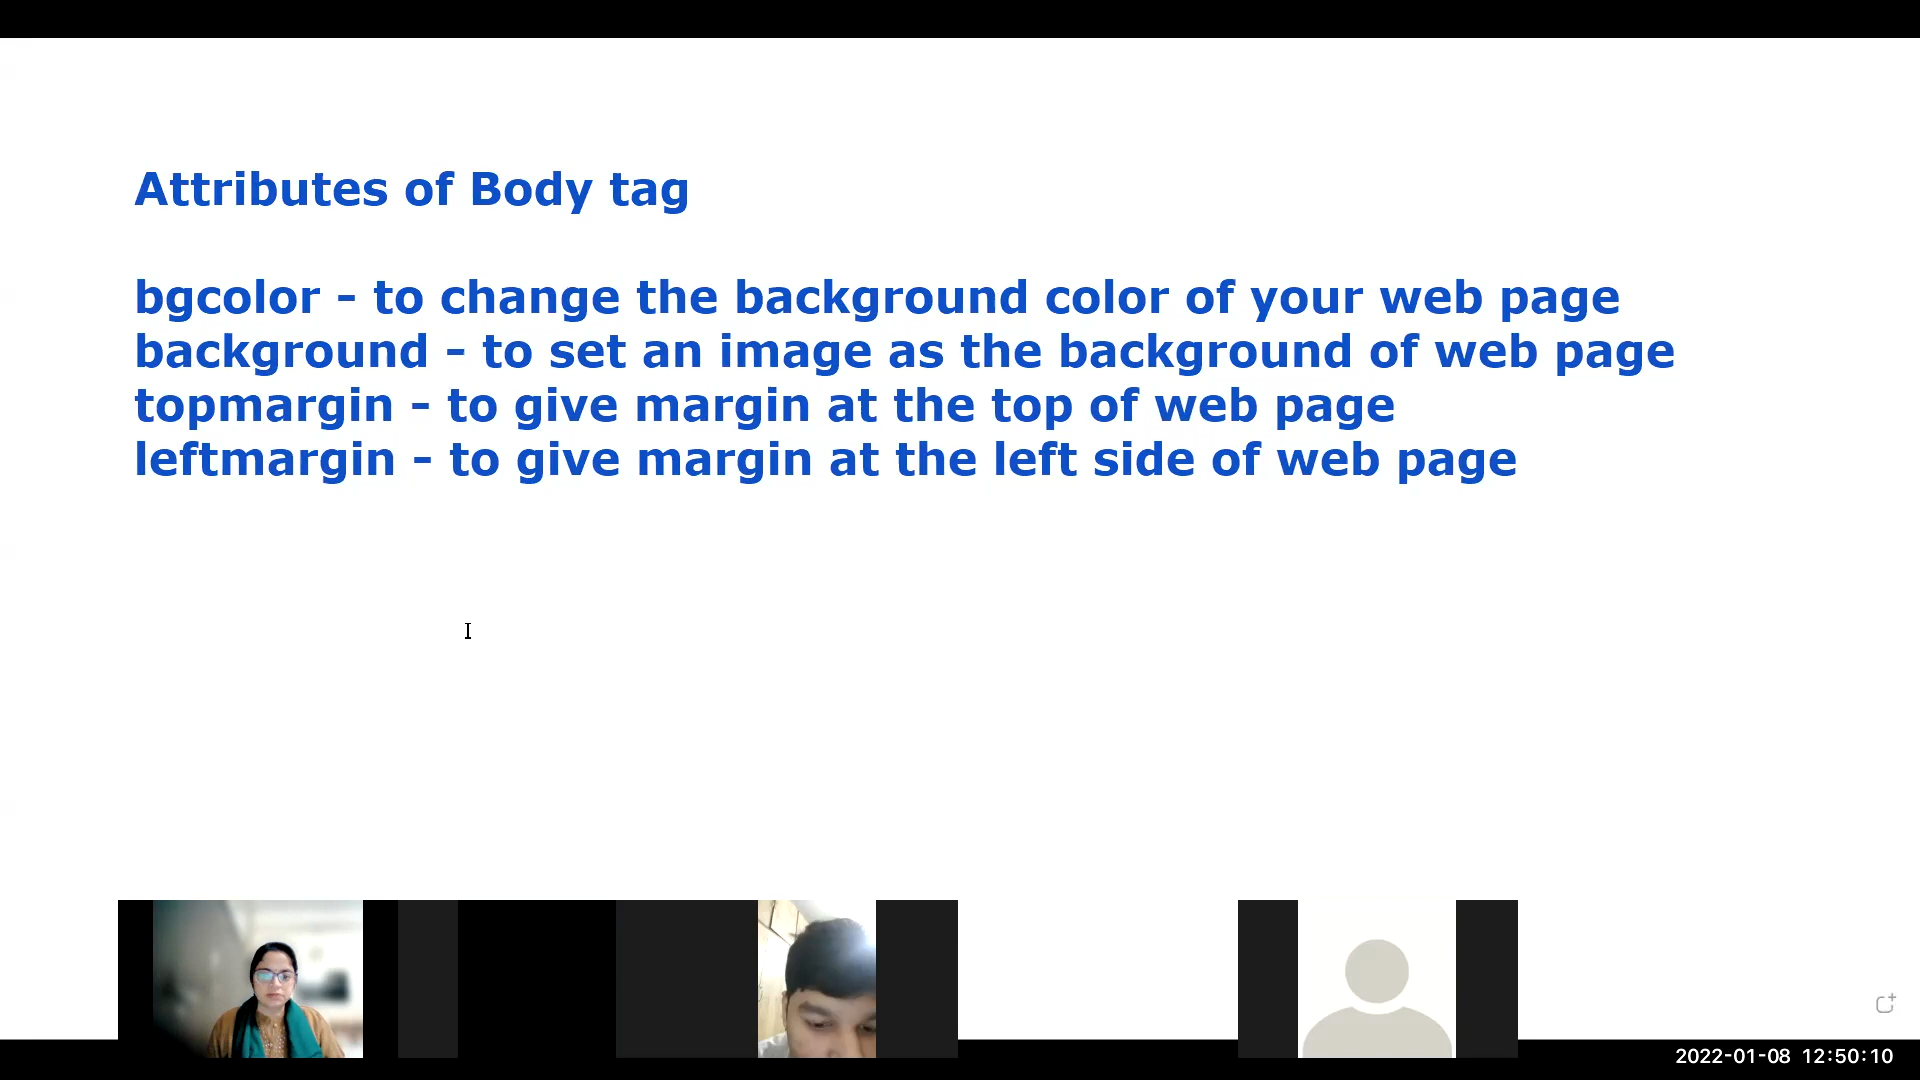 Attributes of Body tag
bgcolor - to change the background color of your web page
background - to set an image as the background of web page
topmargin - to give margin at the top of web page
leftmargin - to give margin at the left side of web page
2022-01-08 12:50:10